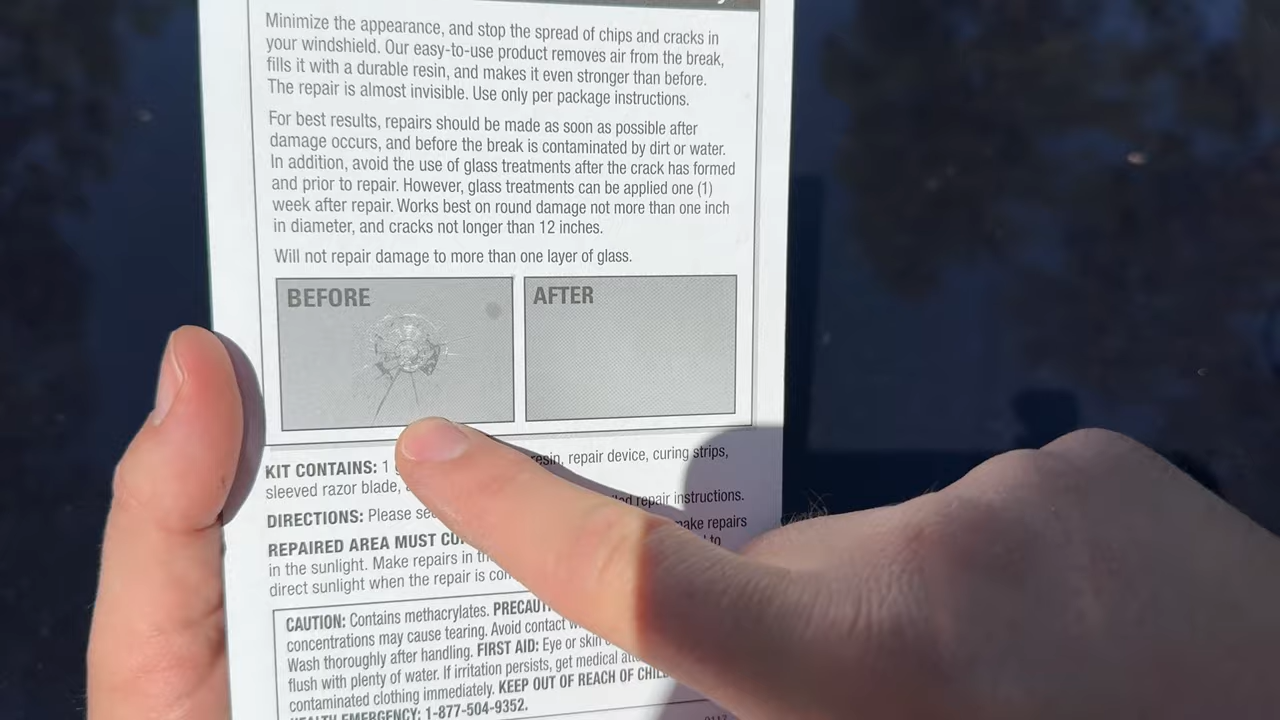 Minimize the appearance, and stop the spread of chips and cracks in
your windshield. Our easy-to-use product removes air from the break,
fills it with a durable resin, and makes it even stronger than before.
The repair is almost invisible. Use only per package instructions.
For best results, repairs should be made as soon as possible after
damage occurs, and before the break is contaminated by dirt or water.
In addition, avoid the use of glass treatments after the crack has formed
and prior to repair. However, glass treatments can be applied one (1)
week after repair. Works best on round damage not more than one inch
in diameter, and cracks not longer than 12 inches.
Will not repair damage to more than one layer of glass.
BEFORE AFTER
KIT CONTAINS: 1 resin, repair device, curing strips,
sleeved razor blade,
DIRECTIONS: Please repair instructions.
REPAIRED AREA MUST make repairs
in the sunlight. Make repairs in to
direct sunlight when the repair is
CAUTION: Contains methacrylates.
concentrations may cause tearing. Avoid contact
Wash thoroughly after handling. FIRST AID: Eye or skin
flush with plenty of water. If irritation persists, get medical
contaminated clothing immediately. KEEP OUT OF REACH OF
EMERGENCY: 1-877-504-9352.